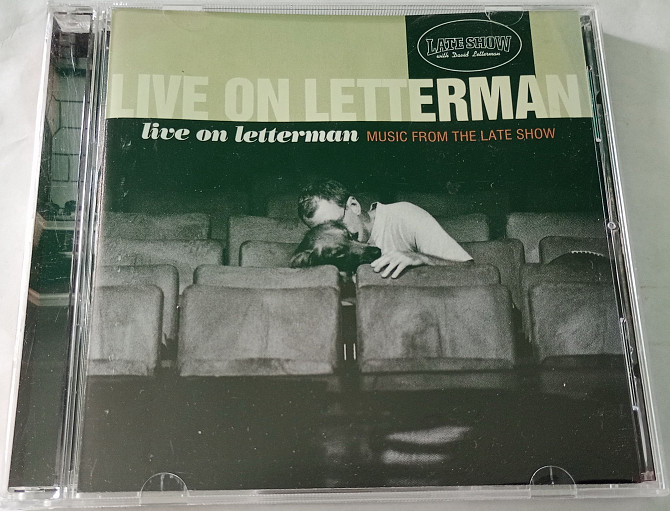 LATE SHOW
with David Letterman
LIVE ON LETTERMAN
live on letterman MUSIC FROM THE LATE SHOW